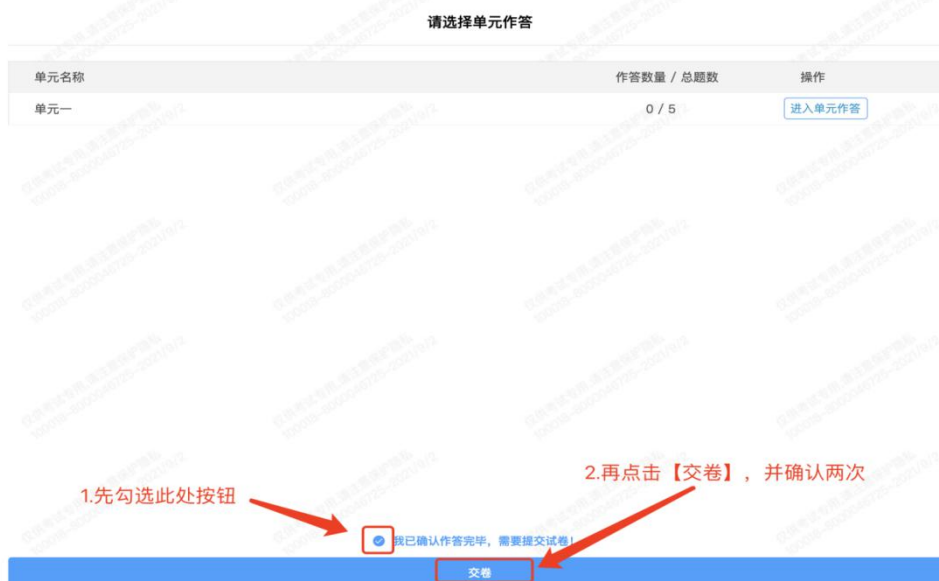 请选择单元作答
单元名称 作答数量 / 总题数 操作
单元一 0 / 5 进入单元作答
2.再点击【交卷】，并确认两次
1.先勾选此处按钮
我已确认作答完毕，需要提交试卷!
交卷